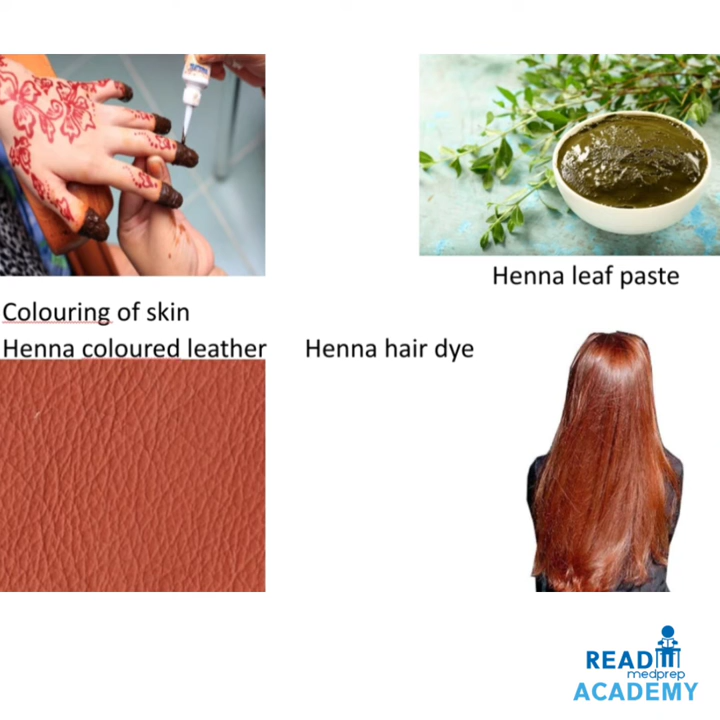 Henna leaf paste
Colouring of skin
Henna coloured leather
Henna hair dye
READ
medprep
ACADEMY